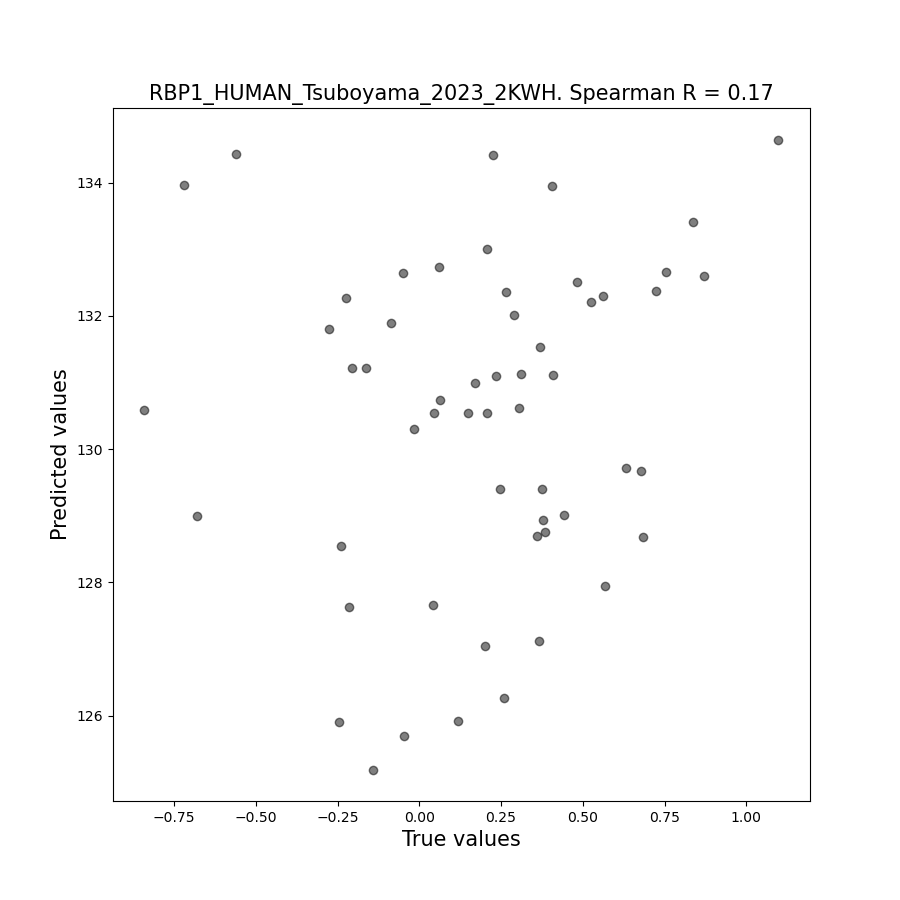 RBP1_HUMAN_Tsuboyama_2023_2KWH. Spearman R = 0.17
134
132
130
128
126
Predicted values
−0.75 −0.50 −0.25 0.00 0.25 0.50 0.75 1.00
True values